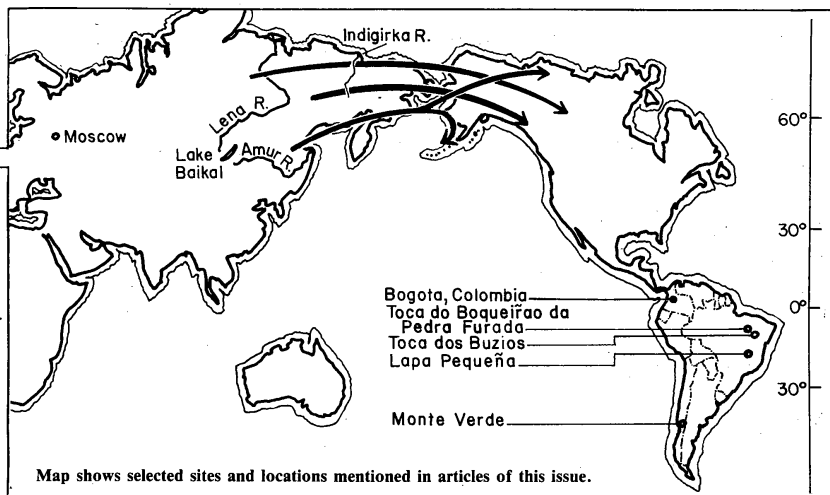 Indigirka R.
Lena R.
Moscow
60°
Lake
Baikal
Amur R.
30°
Bogota, Colombia
0°
Toca do Boqueirao da
Pedra Furada
Toca dos Buzios
Lapa Pequeña
30°
Monte Verde
Map shows selected sites and locations mentioned in articles of this issue.